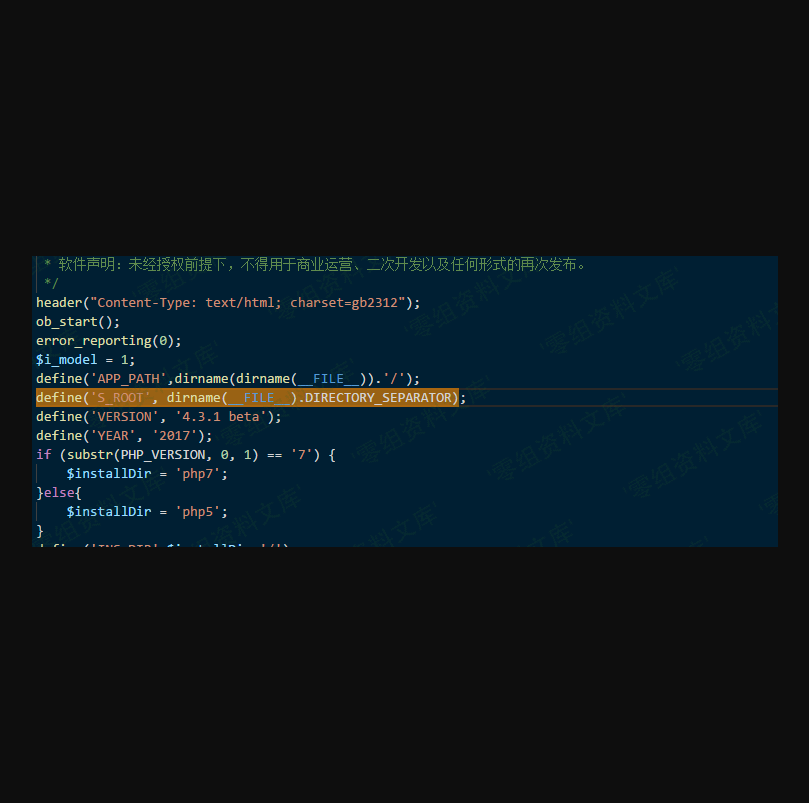 * 软件声明：未经授权前提下，不得用于商业运营、二次开发以及任何形式的再次发布。
*/
header("Content-Type: text/html; charset=gb2312");
ob_start();
error_reporting(0);
$i_model = 1;
define('APP_PATH',dirname(dirname(__FILE__)).'/');
define('S_ROOT', dirname(__FILE__).DIRECTORY_SEPARATOR);
define('VERSION', '4.3.1 beta');
define('YEAR', '2017');
if (substr(PHP_VERSION, 0, 1) == '7') {
$installDir = 'php7';
}else{
$installDir = 'php5';
}
'零组资料文库'